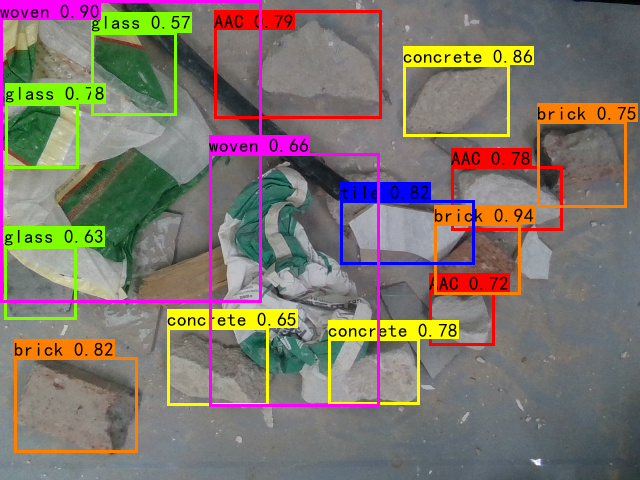 woven 0.90
glass 0.57
AAC 0.79
concrete 0.86
glass 0.78
brick 0.75
woven 0.66
AAC 0.78
tile 0.82
brick 0.94
glass 0.63
AAC 0.72
concrete 0.65
concrete 0.78
brick 0.82